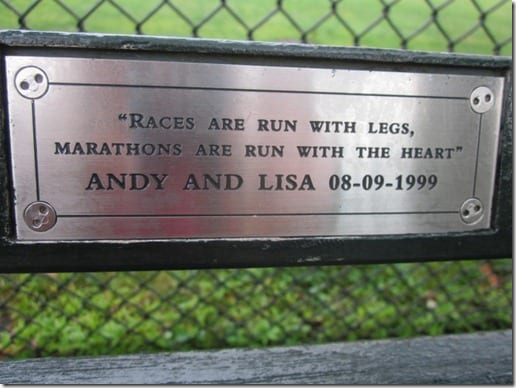 “RACES ARE RUN WITH LEGS,
MARATHONS ARE RUN WITH THE HEART”
ANDY AND LISA 08-09-1999